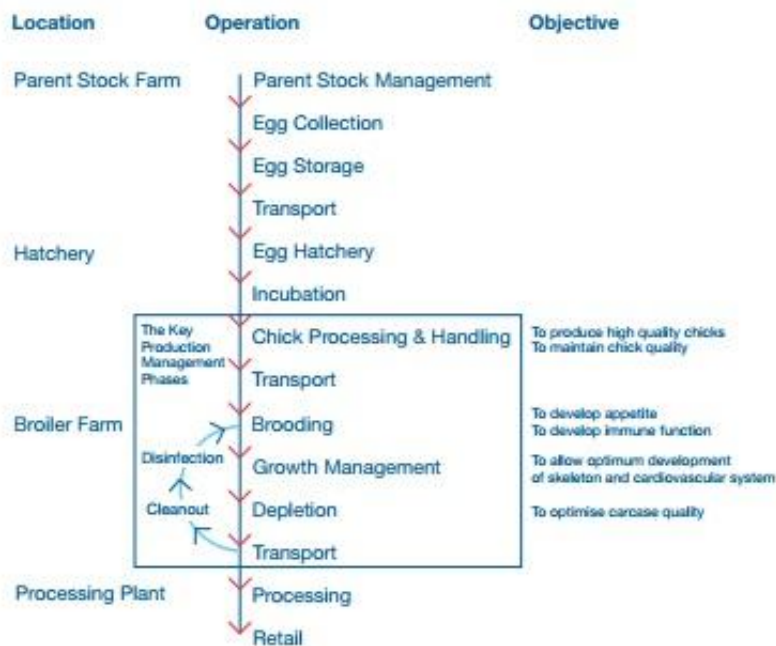 Location Operation Objective
Parent Stock Farm Parent Stock Management
Egg Collection
Egg Storage
Transport
Hatchery Egg Hatchery
Incubation
The Key
Production
Management
Phases
Chick Processing & Handling
To produce high quality chicks
To maintain chick quality
Transport
Broiler Farm Brooding
To develop appetite
To develop immune function
Disinfection
Growth Management
To allow optimum development
of skeleton and cardiovascular system
Cleanout
Depletion
To optimise carcase quality
Transport
Processing Plant Processing
Retail